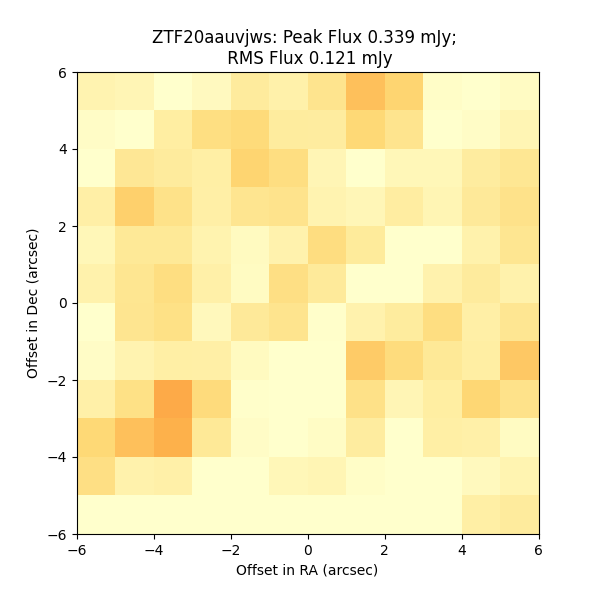 ZTF20aauvjws: Peak Flux 0.339 mJy;
RMS Flux 0.121 mJy
6
4
2
0
−2
−4
−6
Offset in Dec (arcsec)
−6 −4 −2 0 2 4 6
Offset in RA (arcsec)